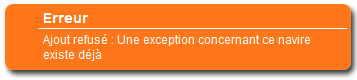 Erreur
Ajout refusé : Une exception concernant ce navire
existe déjà